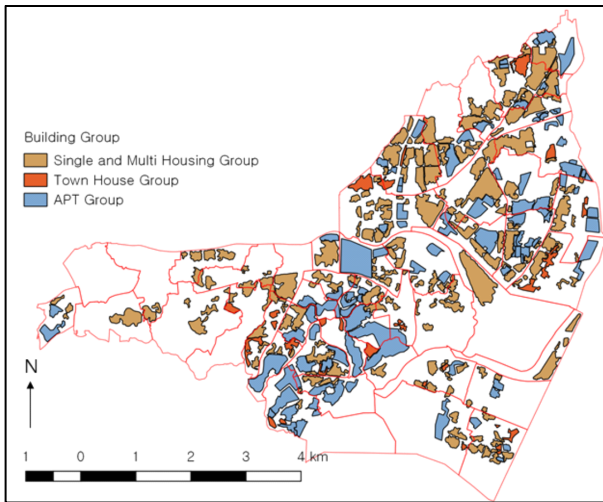 Building Group
Single and Multi Housing Group
Town House Group
APT Group
N
1 0 1 2 3 4 km